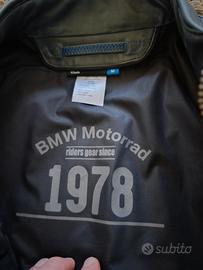 M
BMW Motorrad
riders gear since
1978
subito